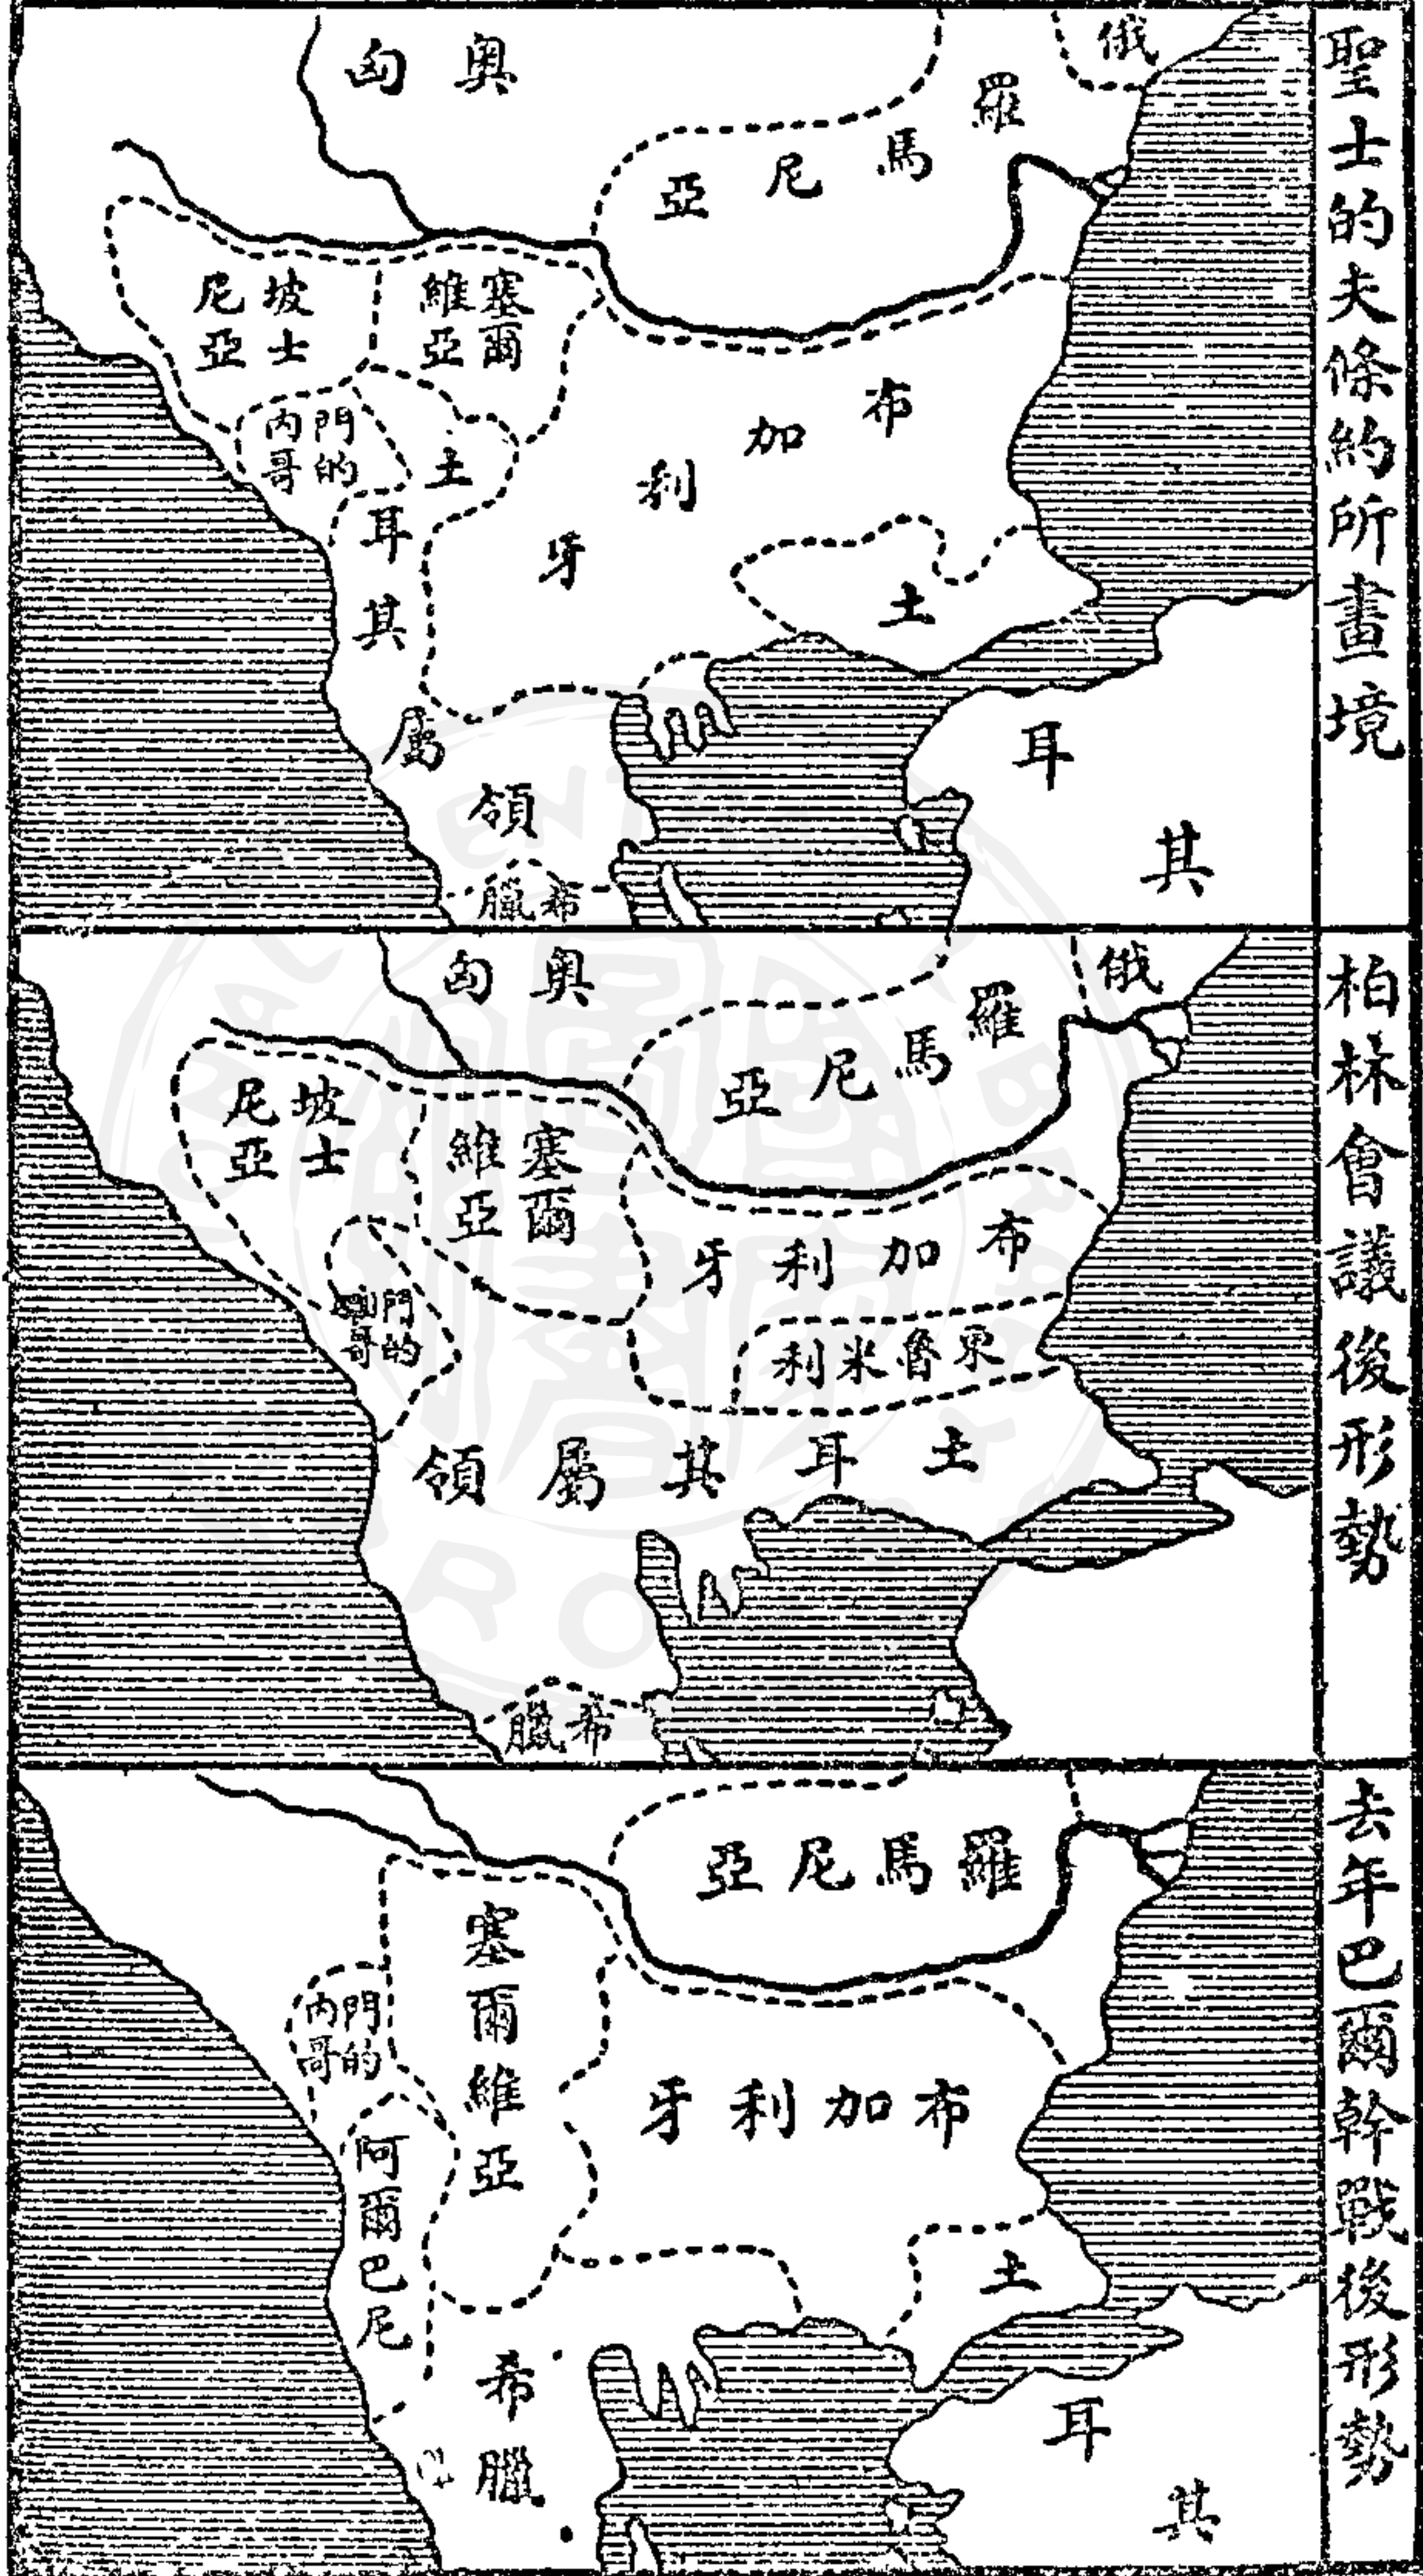 聖士的夫條約所畫境
俄
奧匈
羅馬尼亞
塞爾
維亞
坡士
尼亞
門的
內哥
布加利牙
土耳其屬領
土耳其
希臘
柏林會議後形勢
俄
奧匈
羅馬尼亞
坡士
尼亞
塞爾
維亞
門的
哥
布加利牙
東魯米利
土耳其屬領
希臘
去年巴爾幹戰後形勢
羅馬尼亞
塞爾維亞
門的
內哥
布加利牙
阿爾巴尼
土耳其
希臘